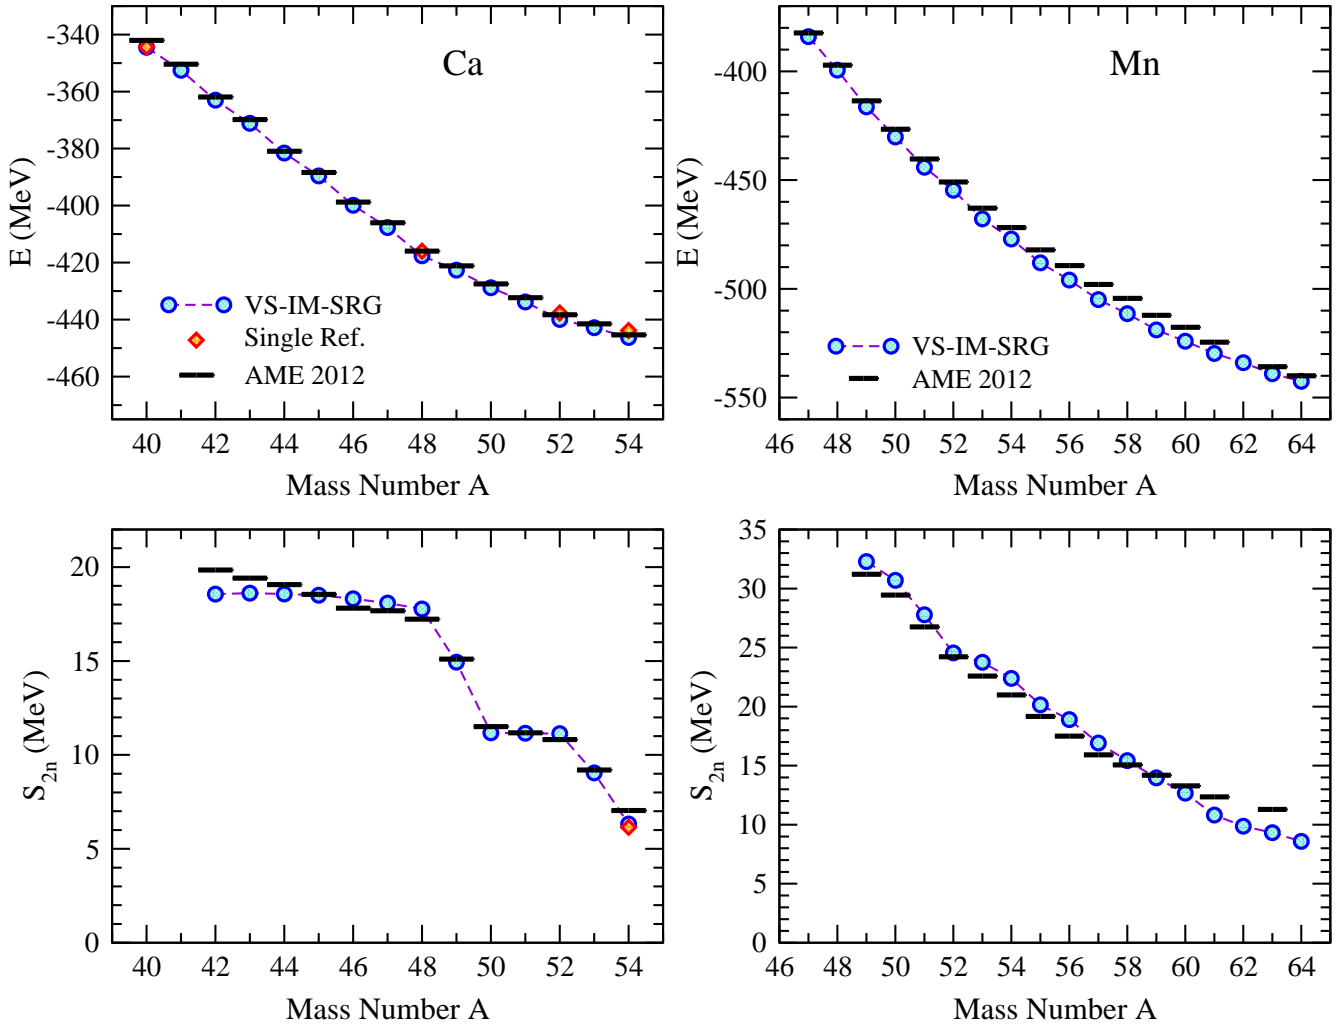 Ca
E (MeV)
-340
-360
-380
-400
-420
-440
-460
VS-IM-SRG
Single Ref.
AME 2012
40 42 44 46 48 50 52 54
Mass Number A
Mn
E (MeV)
-400
-450
-500
-550
VS-IM-SRG
AME 2012
46 48 50 52 54 56 58 60 62 64
Mass Number A
S2n (MeV)
20
15
10
5
0
40 42 44 46 48 50 52 54
Mass Number A
S2n (MeV)
35
30
25
20
15
10
5
0
46 48 50 52 54 56 58 60 62 64
Mass Number A